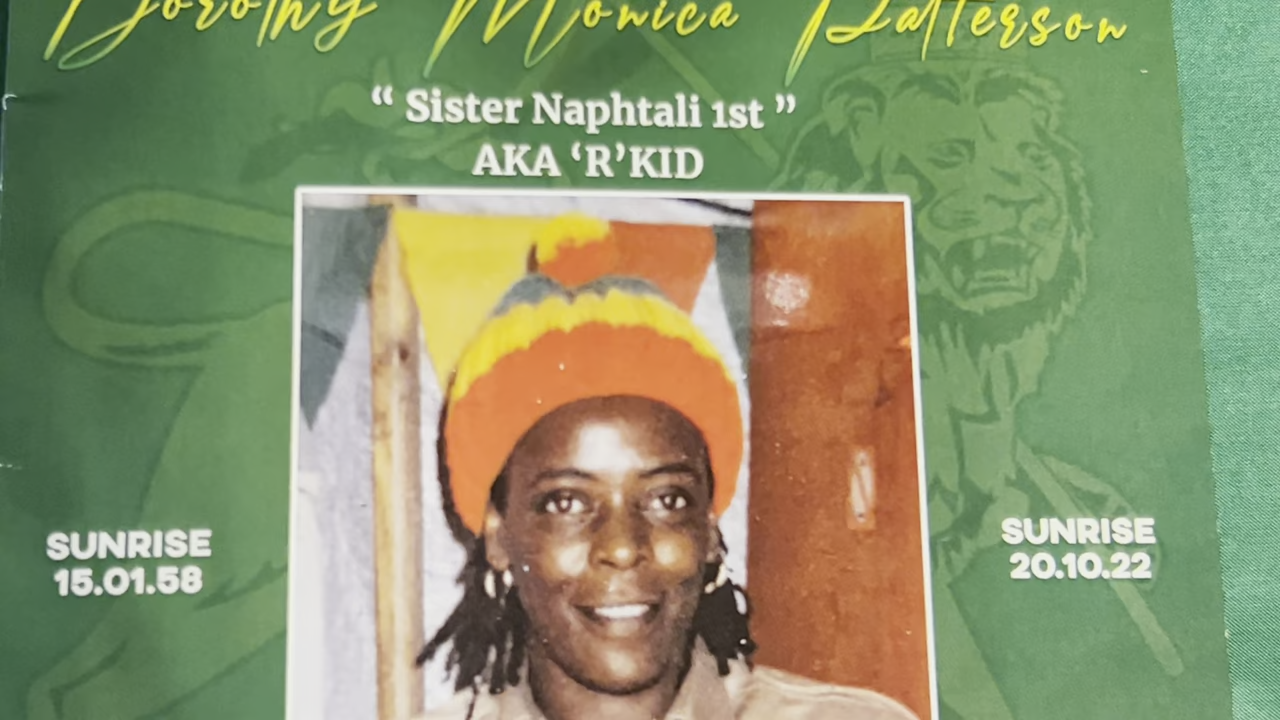 Dorothy Monica Patterson
“ Sister Naphtali 1st ”
AKA ‘R’KID
SUNRISE
15.01.58
SUNRISE
20.10.22